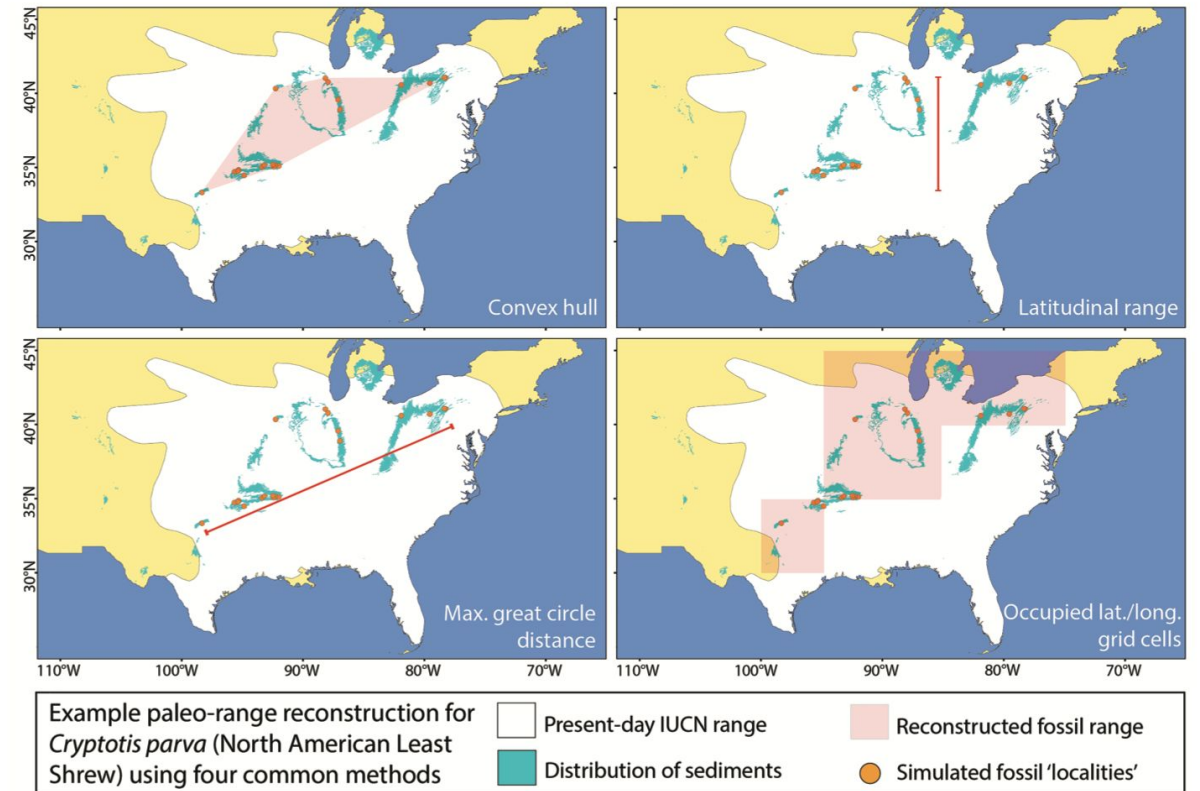 45°N
40°N
35°N
30°N
Convex hull
Latitudinal range
45°N
40°N
35°N
30°N
Max. great circle
distance
Occupied lat./long.
grid cells
110°W 100°W 90°W 80°W 70°W
110°W 100°W 90°W 80°W 70°W
Example paleo-range reconstruction for
Cryptotis parva (North American Least
Shrew) using four common methods
Present-day IUCN range
Distribution of sediments
Reconstructed fossil range
Simulated fossil 'localities'